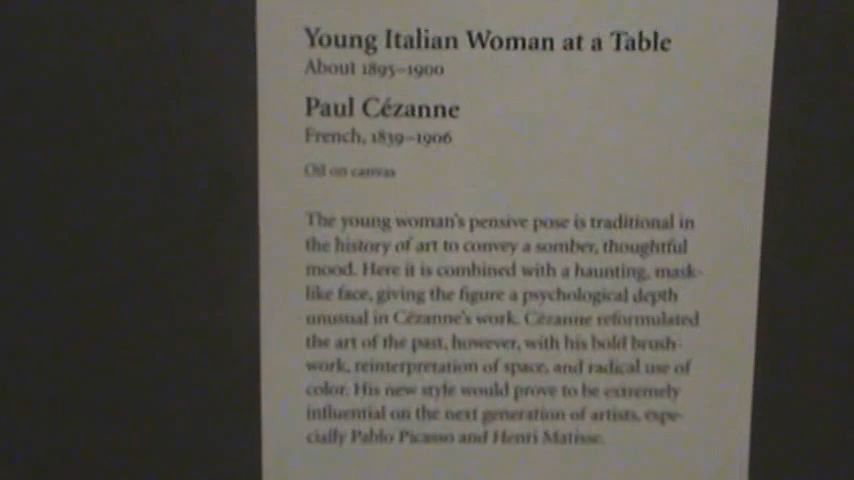 Young Italian Woman at a Table
About 1895–1900
Paul Cézanne
French, 1839–1906
Oil on canvas
The young woman's pensive pose is traditional in
the history of art to convey a somber, thoughtful
mood. Here it is combined with a haunting, mask-
like face, giving the figure a psychological depth
unusual in Cézanne's work. Cézanne reformulated
the art of the past, however, with his bold brush-
work, reinterpretation of space, and radical use of
color. His new style would prove to be extremely
influential on the next generation of artists, espe-
cially Pablo Picasso and Henri Matisse.